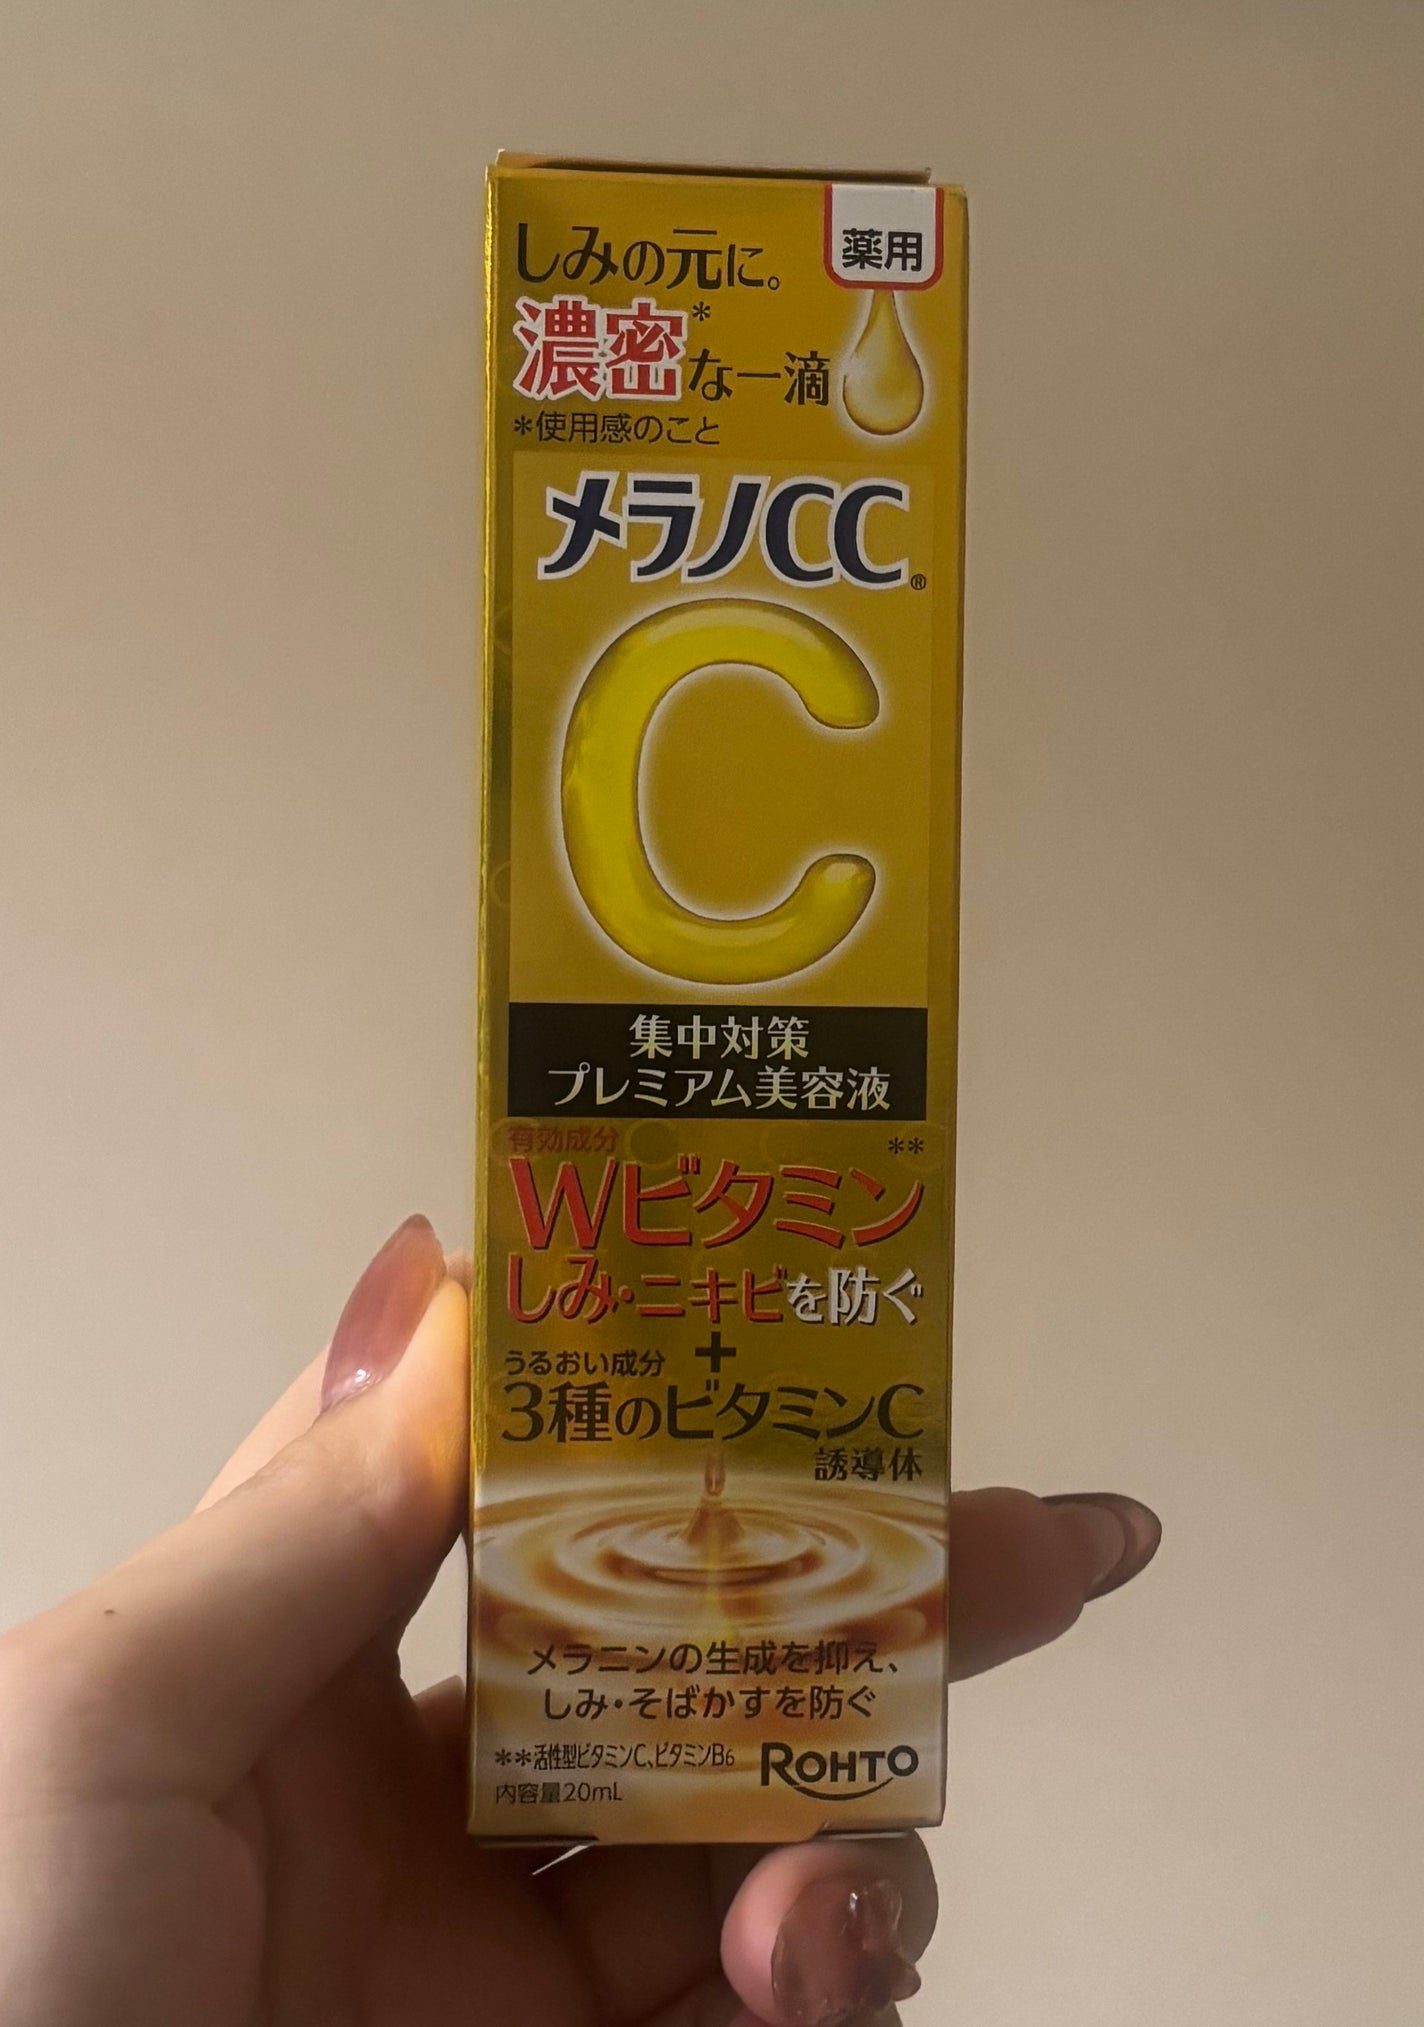 薬用
しみの元に。
濃密*な一滴
*使用感のこと
メラノCC®
C
集中対策
プレミアム美容液
有効成分
Wビタミン**
しみ・ニキビを防ぐ
+
うるおい成分
3種のビタミンC
誘導体
メラニンの生成を抑え、
しみ・そばかすを防ぐ
**活性型ビタミンC、ビタミンB6
内容量20mL
ROHTO